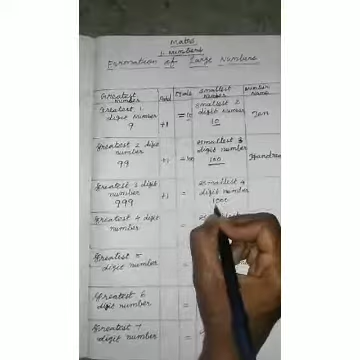 Maths
1. Numbers
Formation of Large Numbers
Greatest number
Add
Smallest number
Number Name
Greatest 1 digit Number 9
+1
= 10
Smallest 2 digit Number 10
Ten
Greatest 2 digit number 99
+1
=100
Smallest 3 digit number 100
Hundred
Greatest 3 digit number 999
+1
=
Smallest 4 digit number 1000
Greatest 4 digit number
=
Greatest 5 digit number
=
Greatest 6 digit number
=
Greatest 7 digit number
=